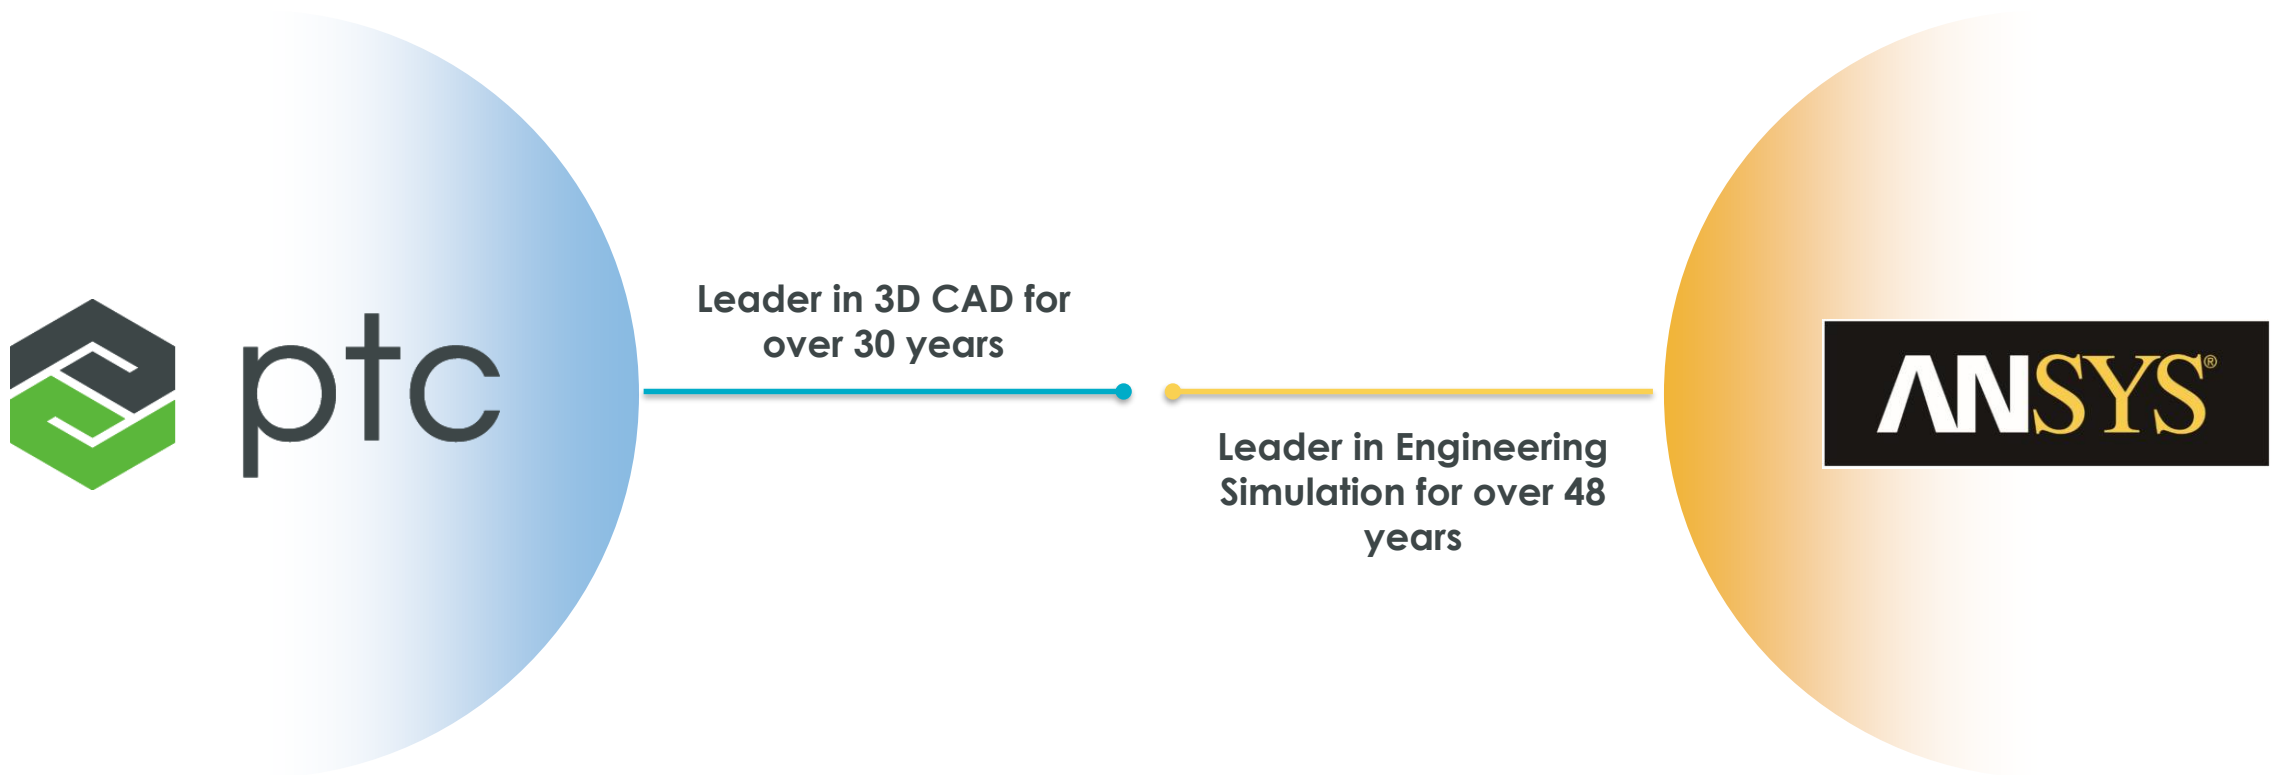 ptc
Leader in 3D CAD for
over 30 years
Leader in Engineering
Simulation for over 48
years
ANSYS®